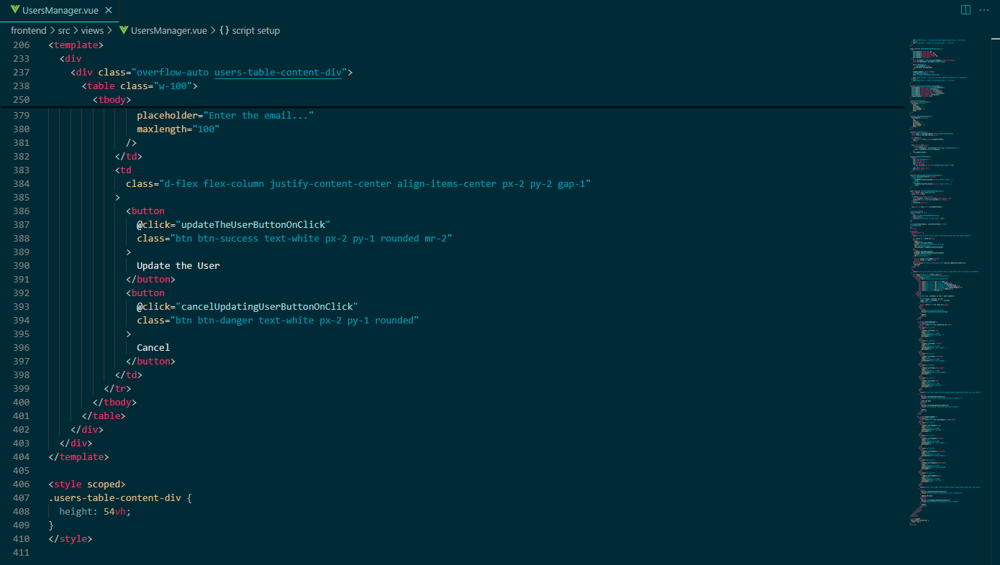 UsersManager.vue
frontend > src > views > UsersManager.vue > {} script setup
206 <template>
233 <div
237 <div class="overflow-auto users-table-content-div">
238 <table class="w-100">
250 <tbody>
379 placeholder="Enter the email..."
380 maxlength="100"
381 />
382 </td>
383 <td
384 class="d-flex flex-column justify-content-center align-items-center px-2 py-2 gap-1"
385 >
386 <button
387 @click="updateTheUserButtonOnClick"
388 class="btn btn-success text-white px-2 py-1 rounded mr-2"
389 >
390 Update the User
391 </button>
392 <button
393 @click="cancelUpdatingUserButtonOnClick"
394 class="btn btn-danger text-white px-2 py-1 rounded"
395 >
396 Cancel
397 </button>
398 </td>
399 </tr>
400 </tbody>
401 </table>
402 </div>
403 </div>
404 </template>
405
406 <style scoped>
407 .users-table-content-div {
408 height: 54vh;
409 }
410 </style>
411